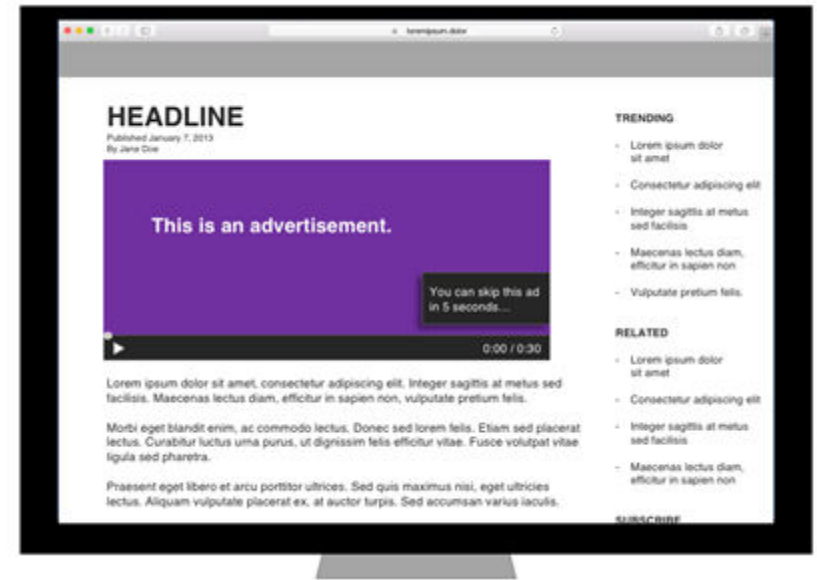 loremipsum.dolor
HEADLINE
Published January 7, 2013
By Jane Doe
This is an advertisement.
You can skip this ad
in 5 seconds....
0:00 / 0:30
Lorem ipsum dolor sit amet, consectetur adipiscing elit. Integer sagittis at metus sed
facilisis. Maecenas lectus diam, efficitur in sapien non, vulputate pretium felis.
Morbi eget blandit enim, ac commodo lectus. Donec sed lorem felis. Etiam sed placerat
lectus. Curabitur luctus urna purus, ut dignissim felis efficitur vitae. Fusce volutpat vitae
ligula sed pharetra.
Praesent eget libero et arcu porttitor ultrices. Sed quis maximus nisi, eget ultricies
lectus. Aliquam vulputate placerat ex, at auctor turpis. Sed accumsan varius iaculis.
TRENDING
- Lorem ipsum dolor
sit amet
- Consectetur adipiscing elit
- Integer sagittis at metus
sed facilisis
- Maecenas lectus diam,
efficitur in sapien non
- Vulputate pretium felis.
RELATED
- Lorem ipsum dolor
sit amet
- Consectetur adipiscing elit
- Integer sagittis at metus
sed facilisis
- Maecenas lectus diam,
efficitur in sapien non
SUBSCRIBE